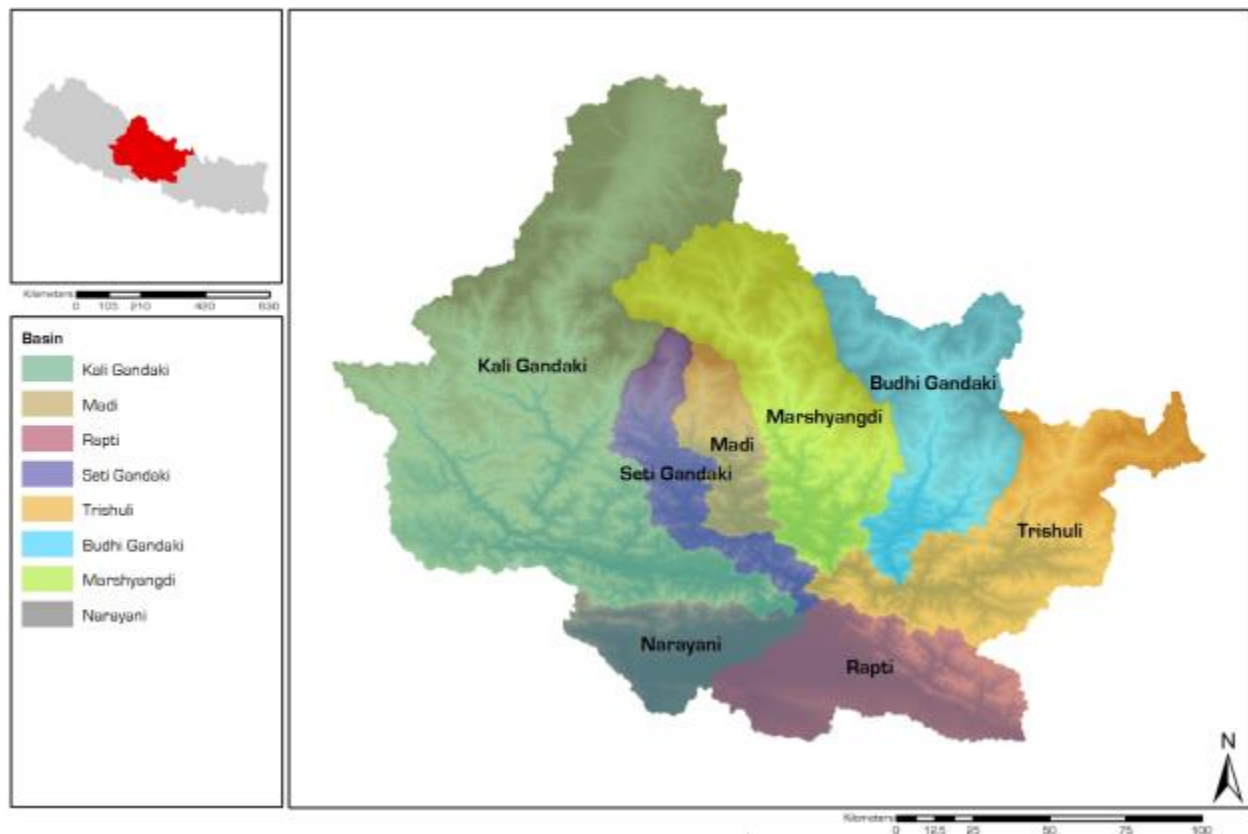 Kilometers
0 105 210 420 630
Basin
Kali Gandaki
Madi
Rapti
Seti Gandaki
Trishuli
Budhi Gandaki
Marshyangdi
Narayani
Kali Gandaki
Budhi Gandaki
Marshyangdi
Madi
Seti Gandaki
Trishuli
Narayani
Rapti
N
Kilometers
0 12.5 25 50 75 100